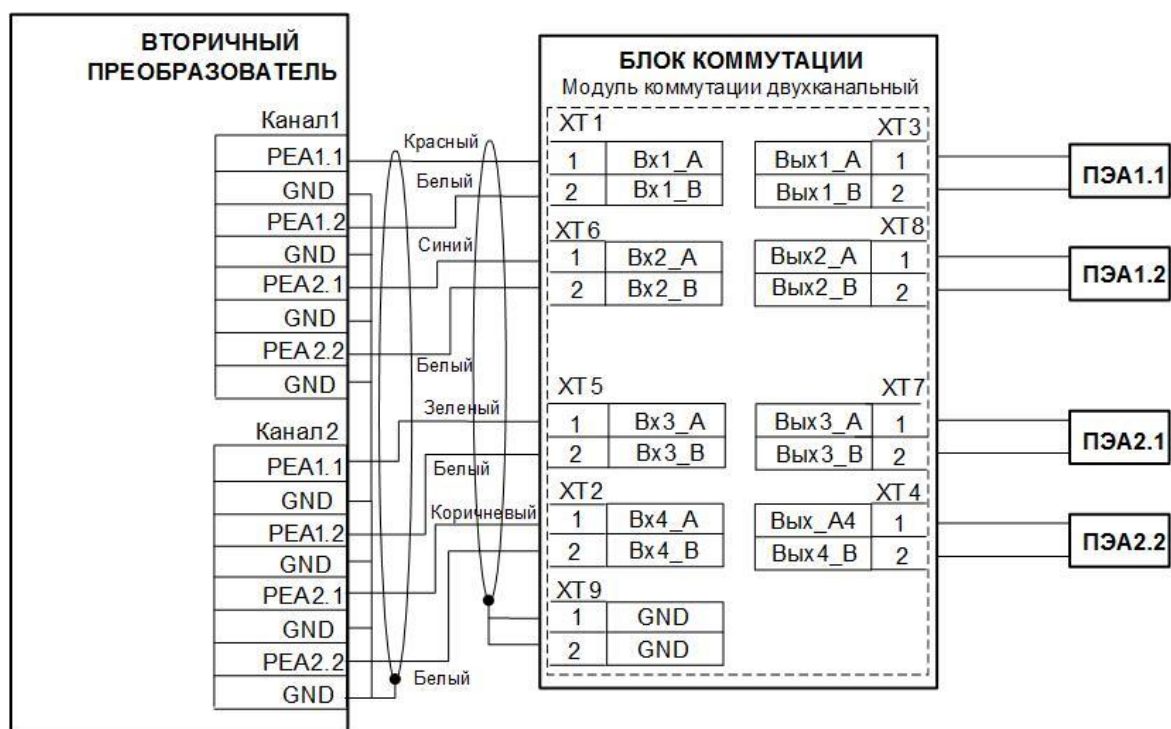 ВТОРИЧНЫЙ
ПРЕОБРАЗОВАТЕЛЬ
Канал1
PEA1.1
GND
PEA1.2
GND
PEA2.1
GND
PEA2.2
GND
Канал2
PEA1.1
GND
PEA1.2
GND
PEA2.1
GND
PEA2.2
GND
Красный
Белый
Синий
Белый
Зеленый
Белый
Коричневый
Белый
БЛОК КОММУТАЦИИ
Модуль коммутации двухканальный
XT1
1 Вх1_А
2 Вх1_В
XT6
1 Вх2_А
2 Вх2_В
XT5
1 Вх3_А
2 Вх3_В
XT2
1 Вх4_А
2 Вх4_В
XT9
1 GND
2 GND
XT3
Вых1_А 1
Вых1_В 2
XT8
Вых2_А 1
Вых2_В 2
XT7
Вых3_А 1
Вых3_В 2
XT4
Вых_А4 1
Вых4_В 2
ПЭА1.1
ПЭА1.2
ПЭА2.1
ПЭА2.2